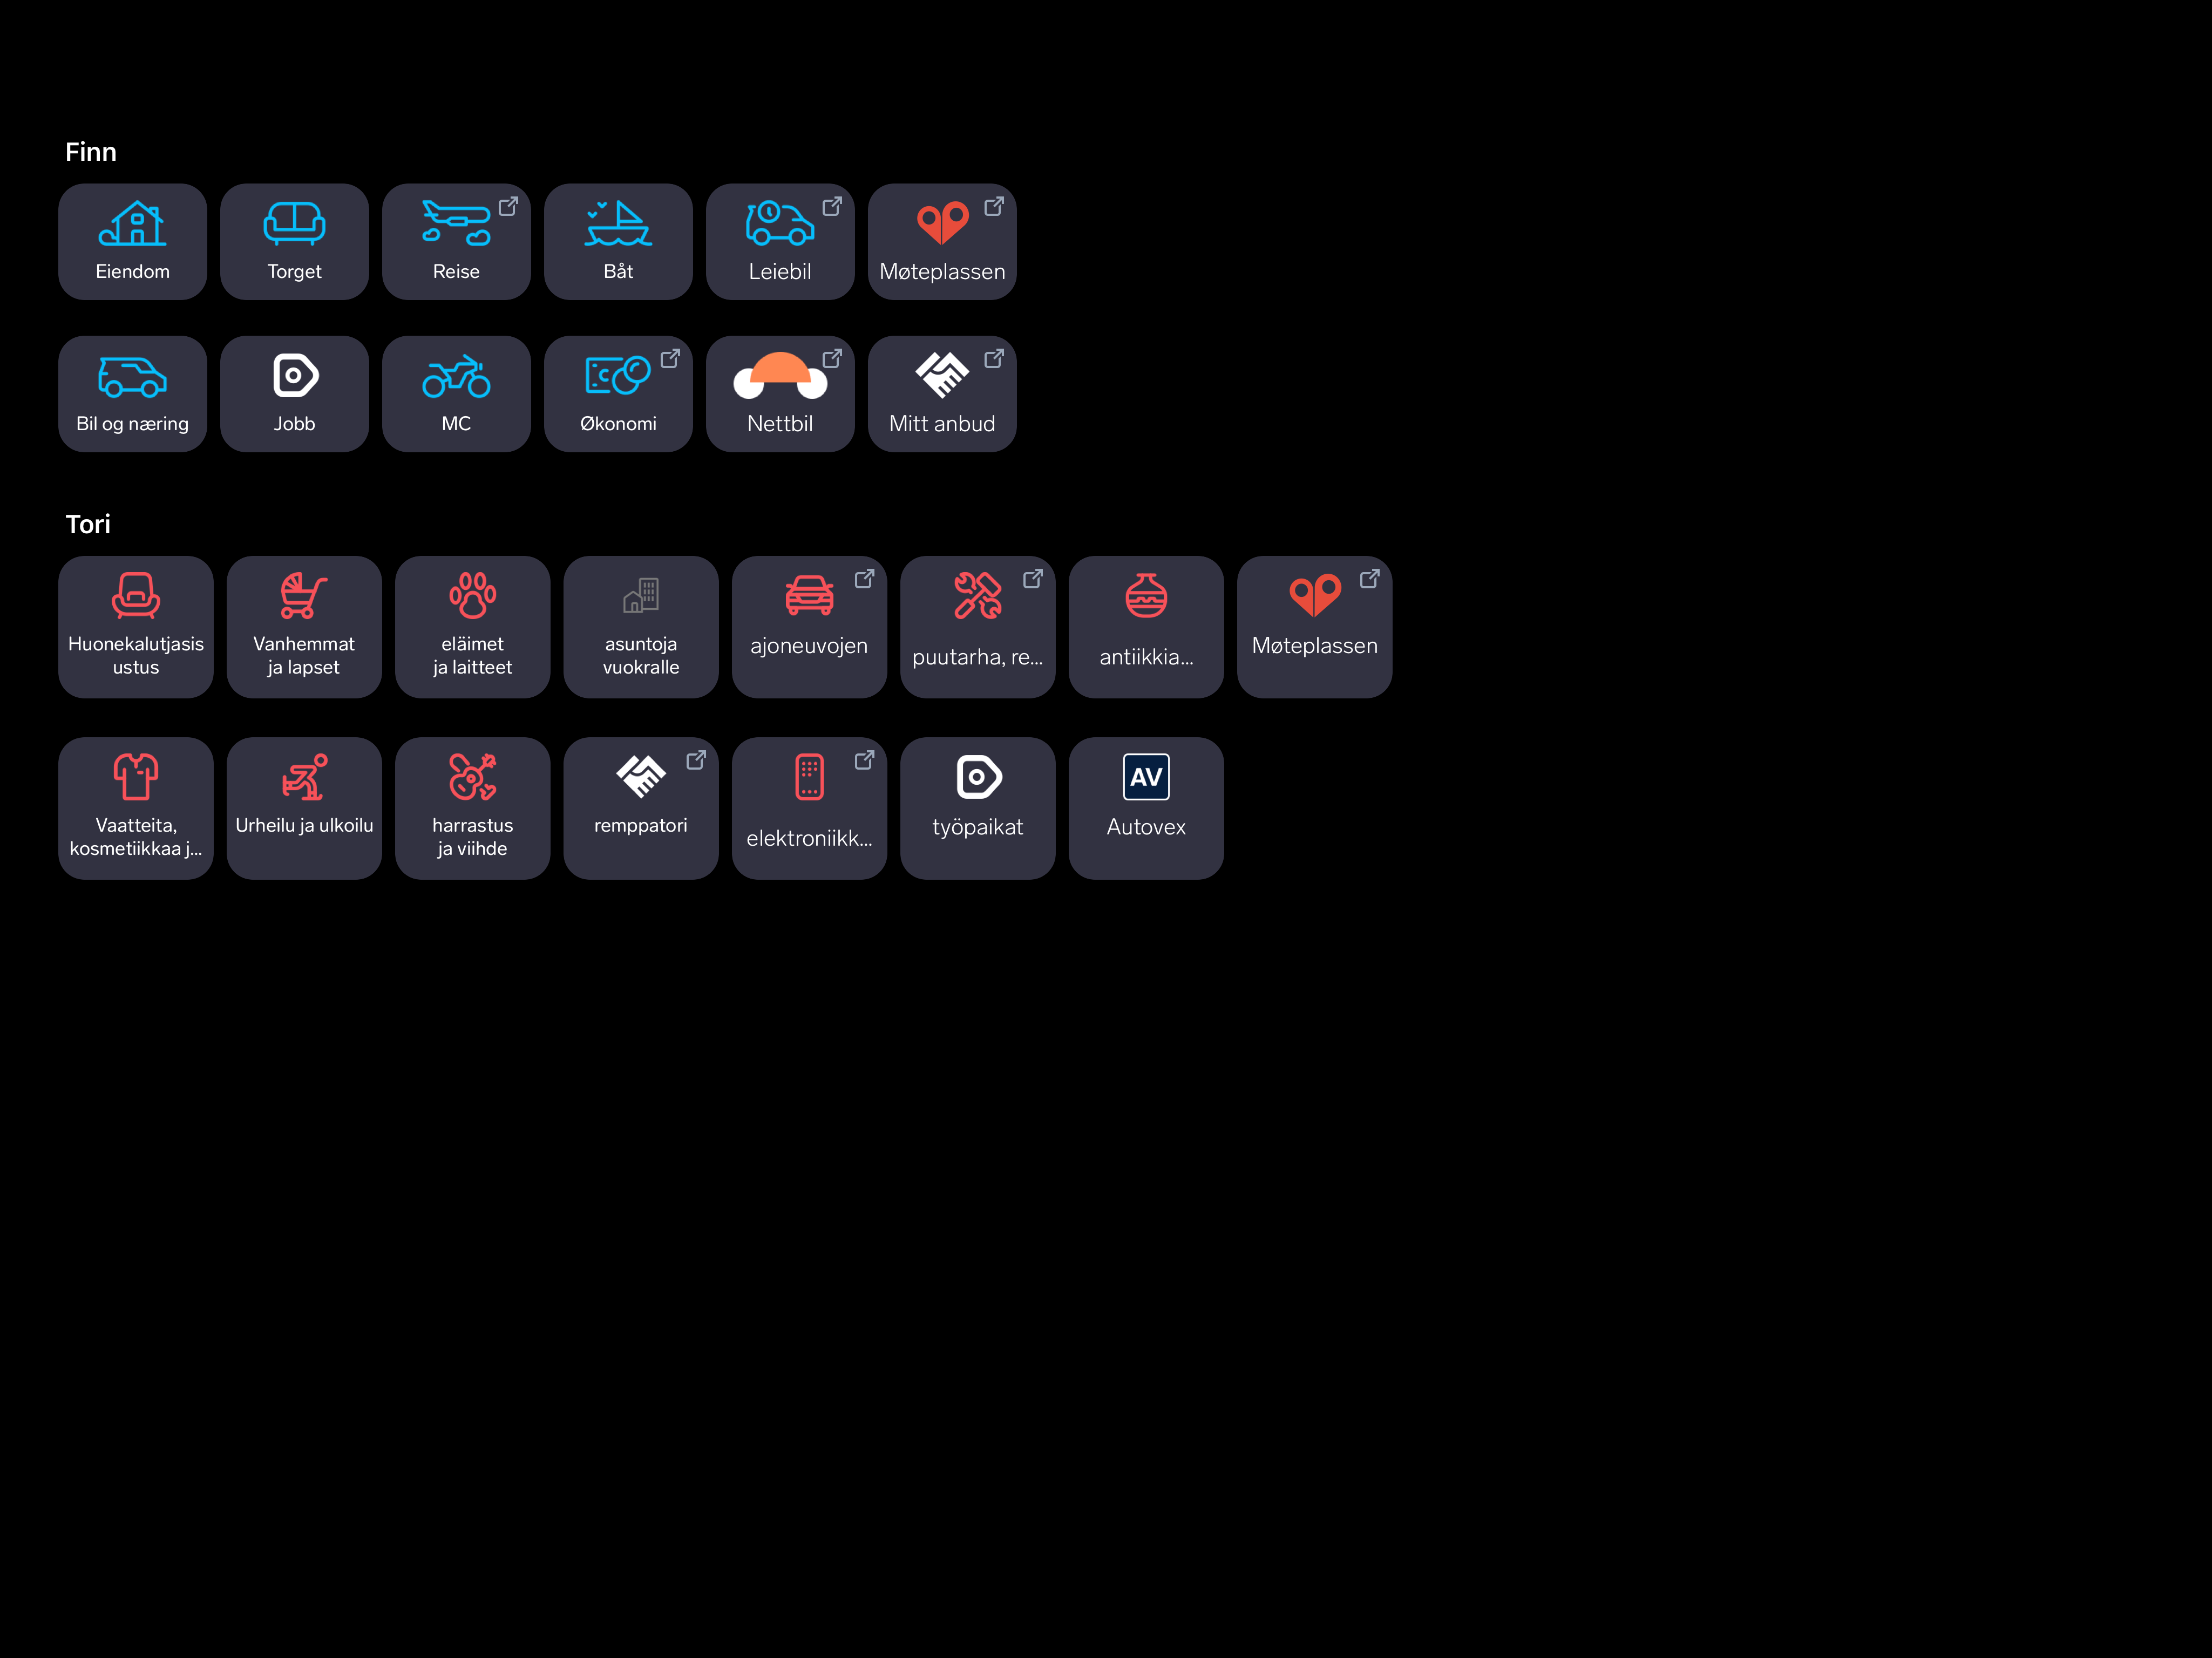 Finn
Eiendom
Torget
Reise
Båt
Leiebil
Møteplassen
Bil og næring
Jobb
MC
Økonomi
Nettbil
Mitt anbud
Tori
Huonekalutjasis
ustus
Vanhemmat
ja lapset
eläimet
ja laitteet
asuntoja
vuokralle
ajoneuvojen
puutarha, re...
antiikkia...
Møteplassen
Vaatteita,
kosmetiikkaa j...
Urheilu ja ulkoilu
harrastus
ja viihde
remppatori
elektroniikk...
työpaikat
AV
Autovex